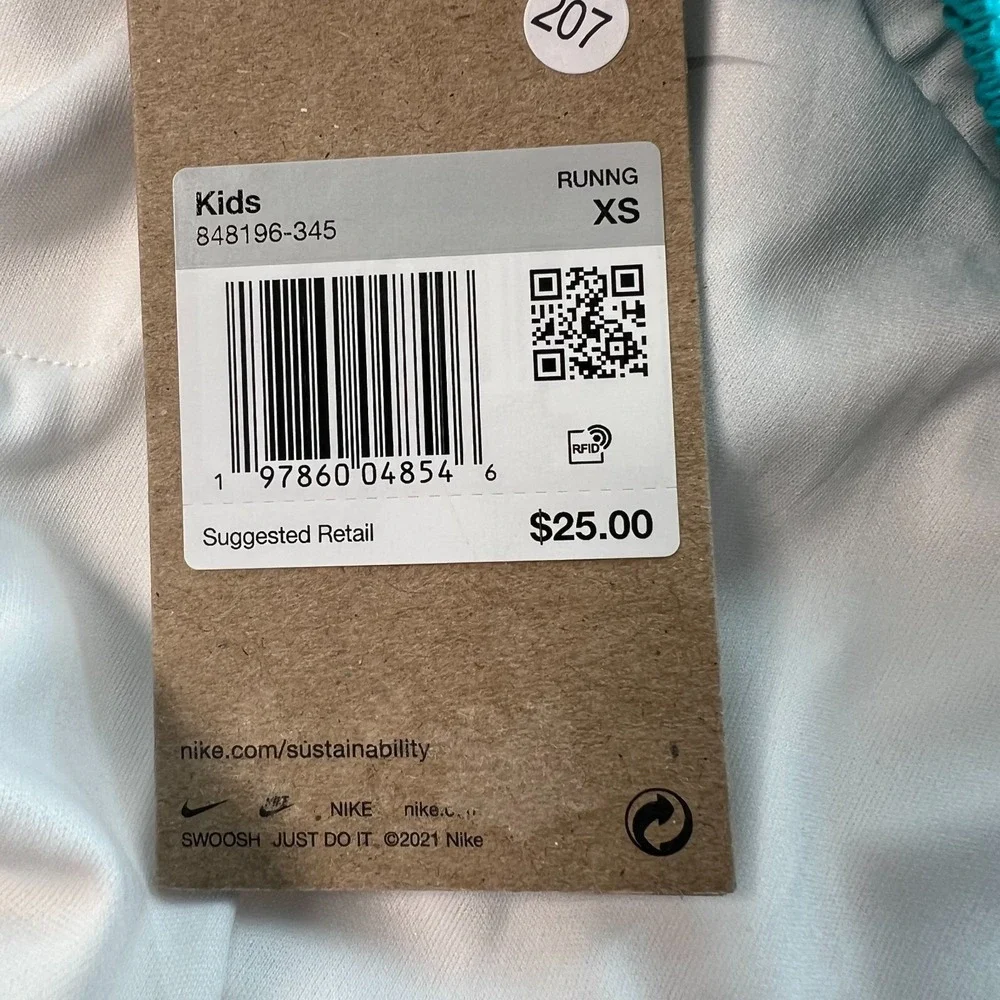 207
Kids
RUNNG
848196-345
XS
RFID
1 97860 04854 6
Suggested Retail
$25.00
nike.com/sustainability
NIKE NIKE
SWOOSH JUST DO IT ©2021 Nike